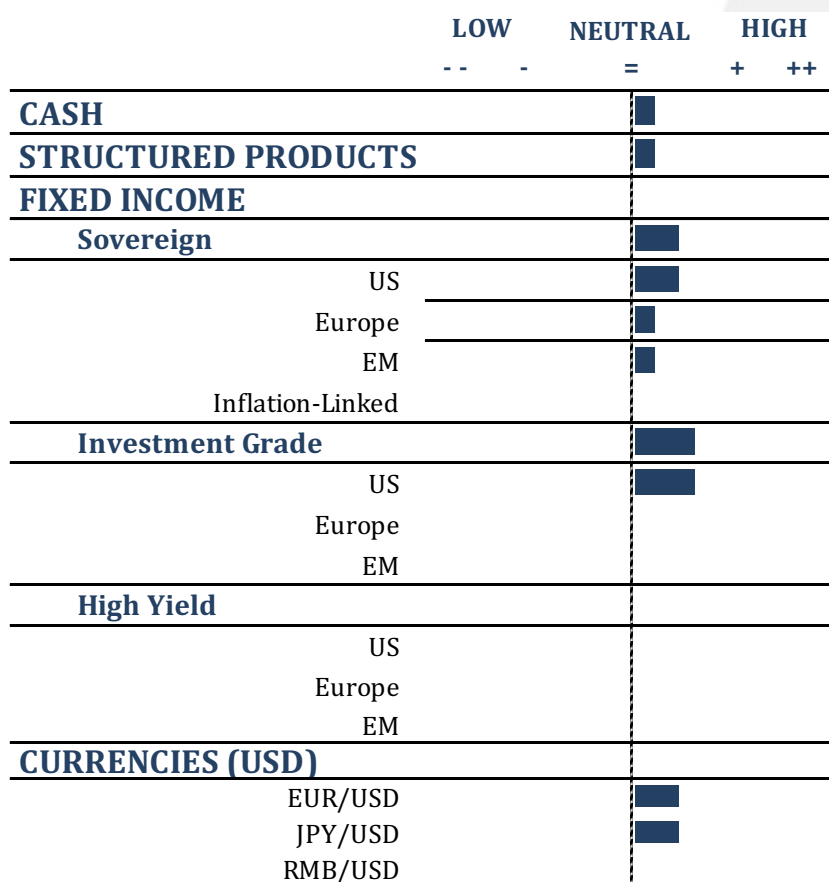 LOW NEUTRAL HIGH
- - - = + ++
CASH
STRUCTURED PRODUCTS
FIXED INCOME
Sovereign
US
Europe
EM
Inflation-Linked
Investment Grade
US
Europe
EM
High Yield
US
Europe
EM
CURRENCIES (USD)
EUR/USD
JPY/USD
RMB/USD